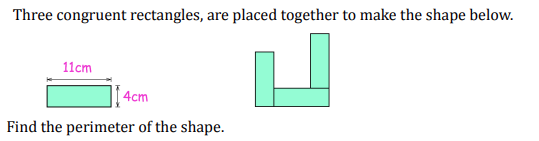 Three congruent rectangles, are placed together to make the shape below.
11cm
4cm
Find the perimeter of the shape.